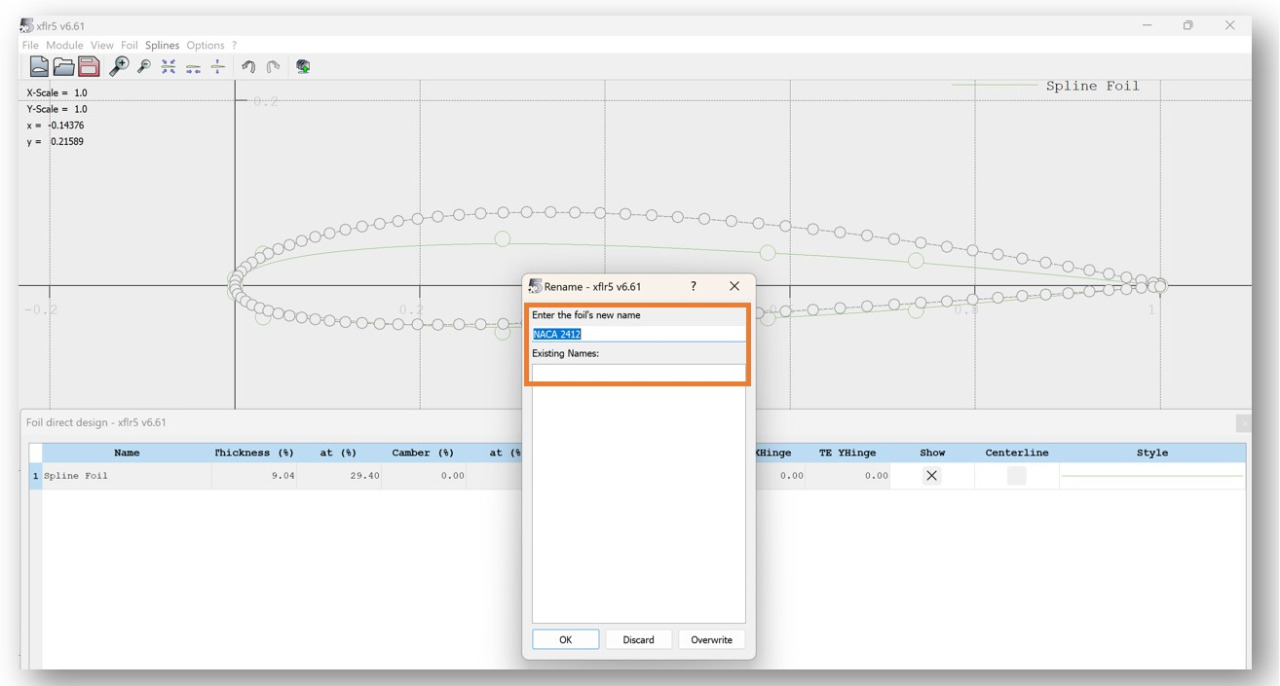 xflr5 v6.61
File Module View Foil Splines Options ?
X-Scale = 1.0
Y-Scale = 1.0
x = -0.14376
y = 0.21589
0.2
Spline Foil
-0.2
0.2
0.8
1
Rename - xflr5 v6.61 ?
Enter the foil's new name
NACA 2412
Existing Names:
OK Discard Overwrite
Foil direct design - xflr5 v6.61
Name Thickness (%) at (%) Camber (%) at (% XHinge TE YHinge Show Centerline Style
1 Spline Foil 9.04 29.40 0.00 0.00 0.00